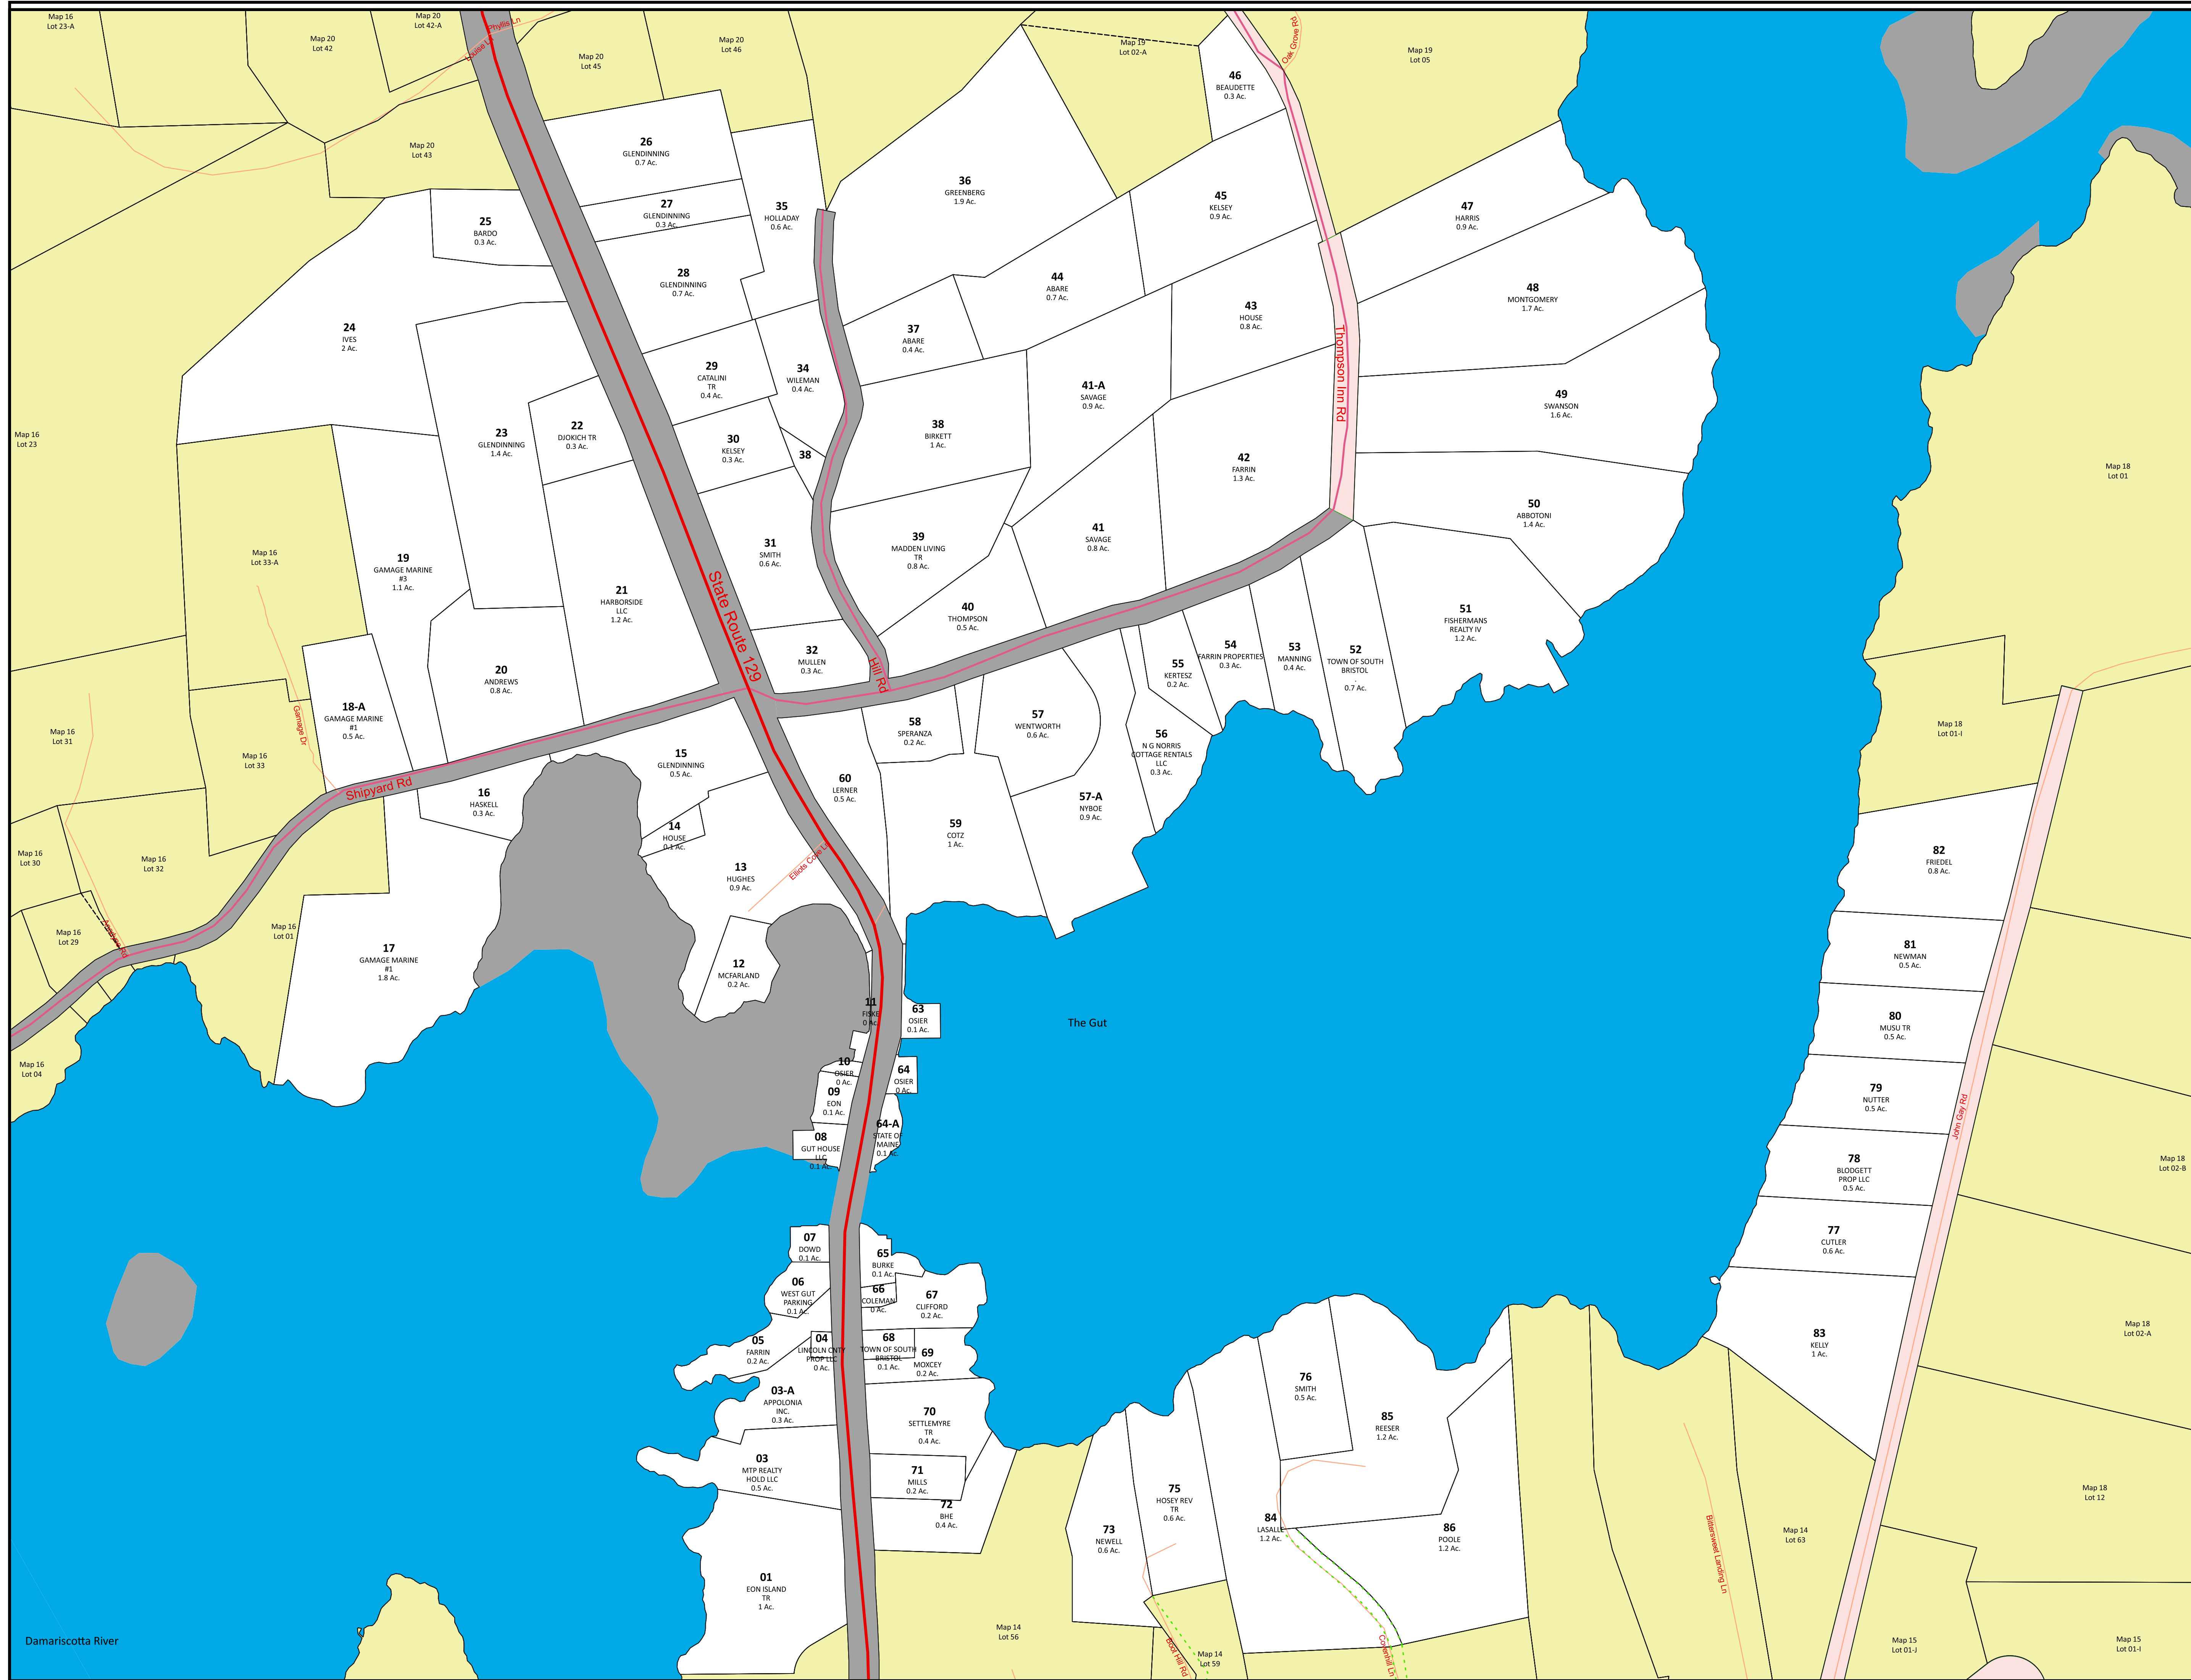 Map 16
Lot 23-A
Map 20
Lot 42
Map 20
Lot 42-A
Phyllis Ln
Louise Ln
Map 20
Lot 45
Map 20
Lot 46
Map 19
Lot 02-A
Oak Grove Rd
Map 19
Lot 05
46
BEAUDETTE
0.3 Ac.
Map 20
Lot 43
26
GLENDINNING
0.7 Ac.
27
GLENDINNING
0.3 Ac.
35
HOLLADAY
0.6 Ac.
36
GREENBERG
1.9 Ac.
45
KELSEY
0.9 Ac.
47
HARRIS
0.9 Ac.
25
BARDO
0.3 Ac.
28
GLENDINNING
0.7 Ac.
44
ABARE
0.7 Ac.
43
HOUSE
0.8 Ac.
48
MONTGOMERY
1.7 Ac.
24
IVES
2 Ac.
37
ABARE
0.4 Ac.
29
CATALINI
TR
0.4 Ac.
34
WILEMAN
0.4 Ac.
41-A
SAVAGE
0.9 Ac.
Thompson Inn Rd
49
SWANSON
1.6 Ac.
Map 16
Lot 23
23
GLENDINNING
1.4 Ac.
22
DJOKICH TR
0.3 Ac.
30
KELSEY
0.3 Ac.
38
38
BIRKETT
1 Ac.
42
FARRIN
1.3 Ac.
Map 18
Lot 01
50
ABBOTONI
1.4 Ac.
Map 16
Lot 33-A
19
GAMAGE MARINE
#3
1.1 Ac.
31
SMITH
0.6 Ac.
39
MADDEN LIVING
TR
0.8 Ac.
41
SAVAGE
0.8 Ac.
21
HARBORSIDE
LLC
1.2 Ac.
State Route 129
40
THOMPSON
0.5 Ac.
51
FISHERMANS
REALTY IV
1.2 Ac.
20
ANDREWS
0.8 Ac.
32
MULLEN
0.3 Ac.
Hill Rd
55
KERTESZ
0.2 Ac.
54
FARRIN PROPERTIES
0.3 Ac.
53
MANNING
0.4 Ac.
52
TOWN OF SOUTH
BRISTOL
.
0.7 Ac.
18-A
GAMAGE MARINE
#1
0.5 Ac.
Gamage Dr
Map 16
Lot 31
Map 16
Lot 33
58
SPERANZA
0.2 Ac.
57
WENTWORTH
0.6 Ac.
56
N G NORRIS
COTTAGE RENTALS
LLC
0.3 Ac.
Map 18
Lot 01-I
15
GLENDINNING
0.5 Ac.
Shipyard Rd
16
HASKELL
0.3 Ac.
60
LERNER
0.5 Ac.
57-A
NYBOE
0.9 Ac.
59
COTZ
1 Ac.
14
HOUSE
0.1 Ac.
Map 16
Lot 30
Map 16
Lot 32
13
HUGHES
0.9 Ac.
Elliots Cove Ln
82
FRIEDEL
0.8 Ac.
Map 16
Lot 29
Map 16
Lot 01
17
GAMAGE MARINE
#1
1.8 Ac.
12
MCFARLAND
0.2 Ac.
81
NEWMAN
0.5 Ac.
11
FISKE
0 Ac.
63
OSIER
0.1 Ac.
The Gut
80
MUSU TR
0.5 Ac.
Map 16
Lot 04
10
OSIER
0 Ac.
64
OSIER
0 Ac.
09
EON
0.1 Ac.
79
NUTTER
0.5 Ac.
John Gay Rd
64-A
STATE OF
MAINE
0.1 Ac.
08
GUT HOUSE
LLC
0.1 Ac.
78
BLODGETT
PROP LLC
0.5 Ac.
Map 18
Lot 02-B
07
DOWD
0.1 Ac.
65
BURKE
0.1 Ac.
77
CUTLER
0.6 Ac.
06
WEST GUT
PARKING
0.1 Ac.
66
COLEMAN
0 Ac.
67
CLIFFORD
0.2 Ac.
05
FARRIN
0.2 Ac.
04
LINCOLN CNTY
PROP LLC
0 Ac.
68
TOWN OF SOUTH
BRISTOL
0.1 Ac.
69
MOXCEY
0.2 Ac.
83
KELLY
1 Ac.
Map 18
Lot 02-A
03-A
APPOLONIA
INC.
0.3 Ac.
76
SMITH
0.5 Ac.
70
SETTLEMYRE
TR
0.4 Ac.
85
REESER
1.2 Ac.
03
MTP REALTY
HOLD LLC
0.5 Ac.
71
MILLS
0.2 Ac.
72
BHE
0.4 Ac.
75
HOSEY REV
TR
0.6 Ac.
Map 18
Lot 12
73
NEWELL
0.6 Ac.
84
LASALLE
1.2 Ac.
86
POOLE
1.2 Ac.
Bittersweet Landing Ln
Map 14
Lot 63
01
EON ISLAND
TR
1 Ac.
Damariscotta River
Map 14
Lot 56
Boot Hill Rd
Map 14
Lot 59
Covenhill Ln
Map 15
Lot 01-J
Map 15
Lot 01-I